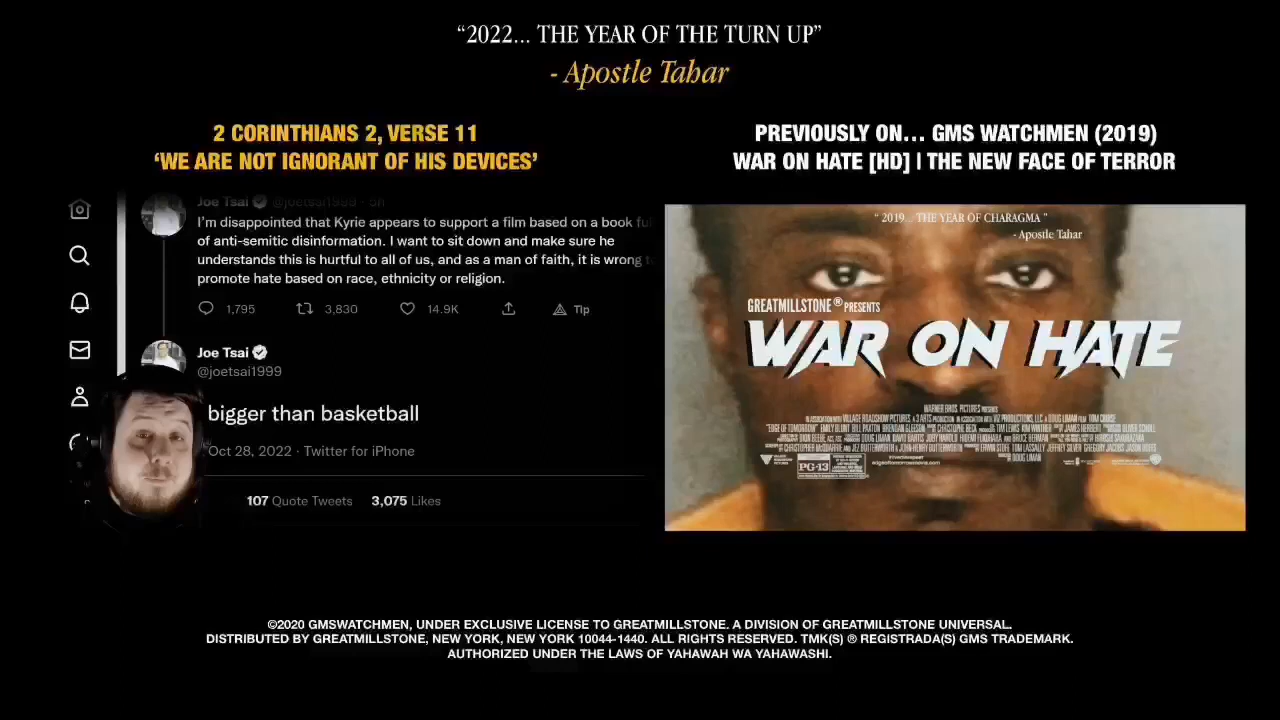 “2022... THE YEAR OF THE TURN UP”
- Apostle Tahar
2 CORINTHIANS 2, VERSE 11
‘WE ARE NOT IGNORANT OF HIS DEVICES’
Joe Tsai @joetsai1999 · 5h
I'm disappointed that Kyrie appears to support a film based on a book full
of anti-semitic disinformation. I want to sit down and make sure he
understands this is hurtful to all of us, and as a man of faith, it is wrong to
promote hate based on race, ethnicity or religion.
1,795 3,830 14.9K Tip
Joe Tsai
@joetsai1999
bigger than basketball
Oct 28, 2022 · Twitter for iPhone
107 Quote Tweets 3,075 Likes
PREVIOUSLY ON... GMS WATCHMEN (2019)
WAR ON HATE [HD] | THE NEW FACE OF TERROR
“ 2019... THE YEAR OF CHARAGMA ”
- Apostle Tahar
GREATMILLSTONE® PRESENTS
WAR ON HATE
WARNER BROS. PICTURES PRESENTS
PG-13
©2020 GMSWATCHMEN, UNDER EXCLUSIVE LICENSE TO GREATMILLSTONE. A DIVISION OF GREATMILLSTONE UNIVERSAL.
DISTRIBUTED BY GREATMILLSTONE, NEW YORK, NEW YORK 10044-1440. ALL RIGHTS RESERVED. TMK(S) ® REGISTRADA(S) GMS TRADEMARK.
AUTHORIZED UNDER THE LAWS OF YAHAWAH WA YAHAWASHI.